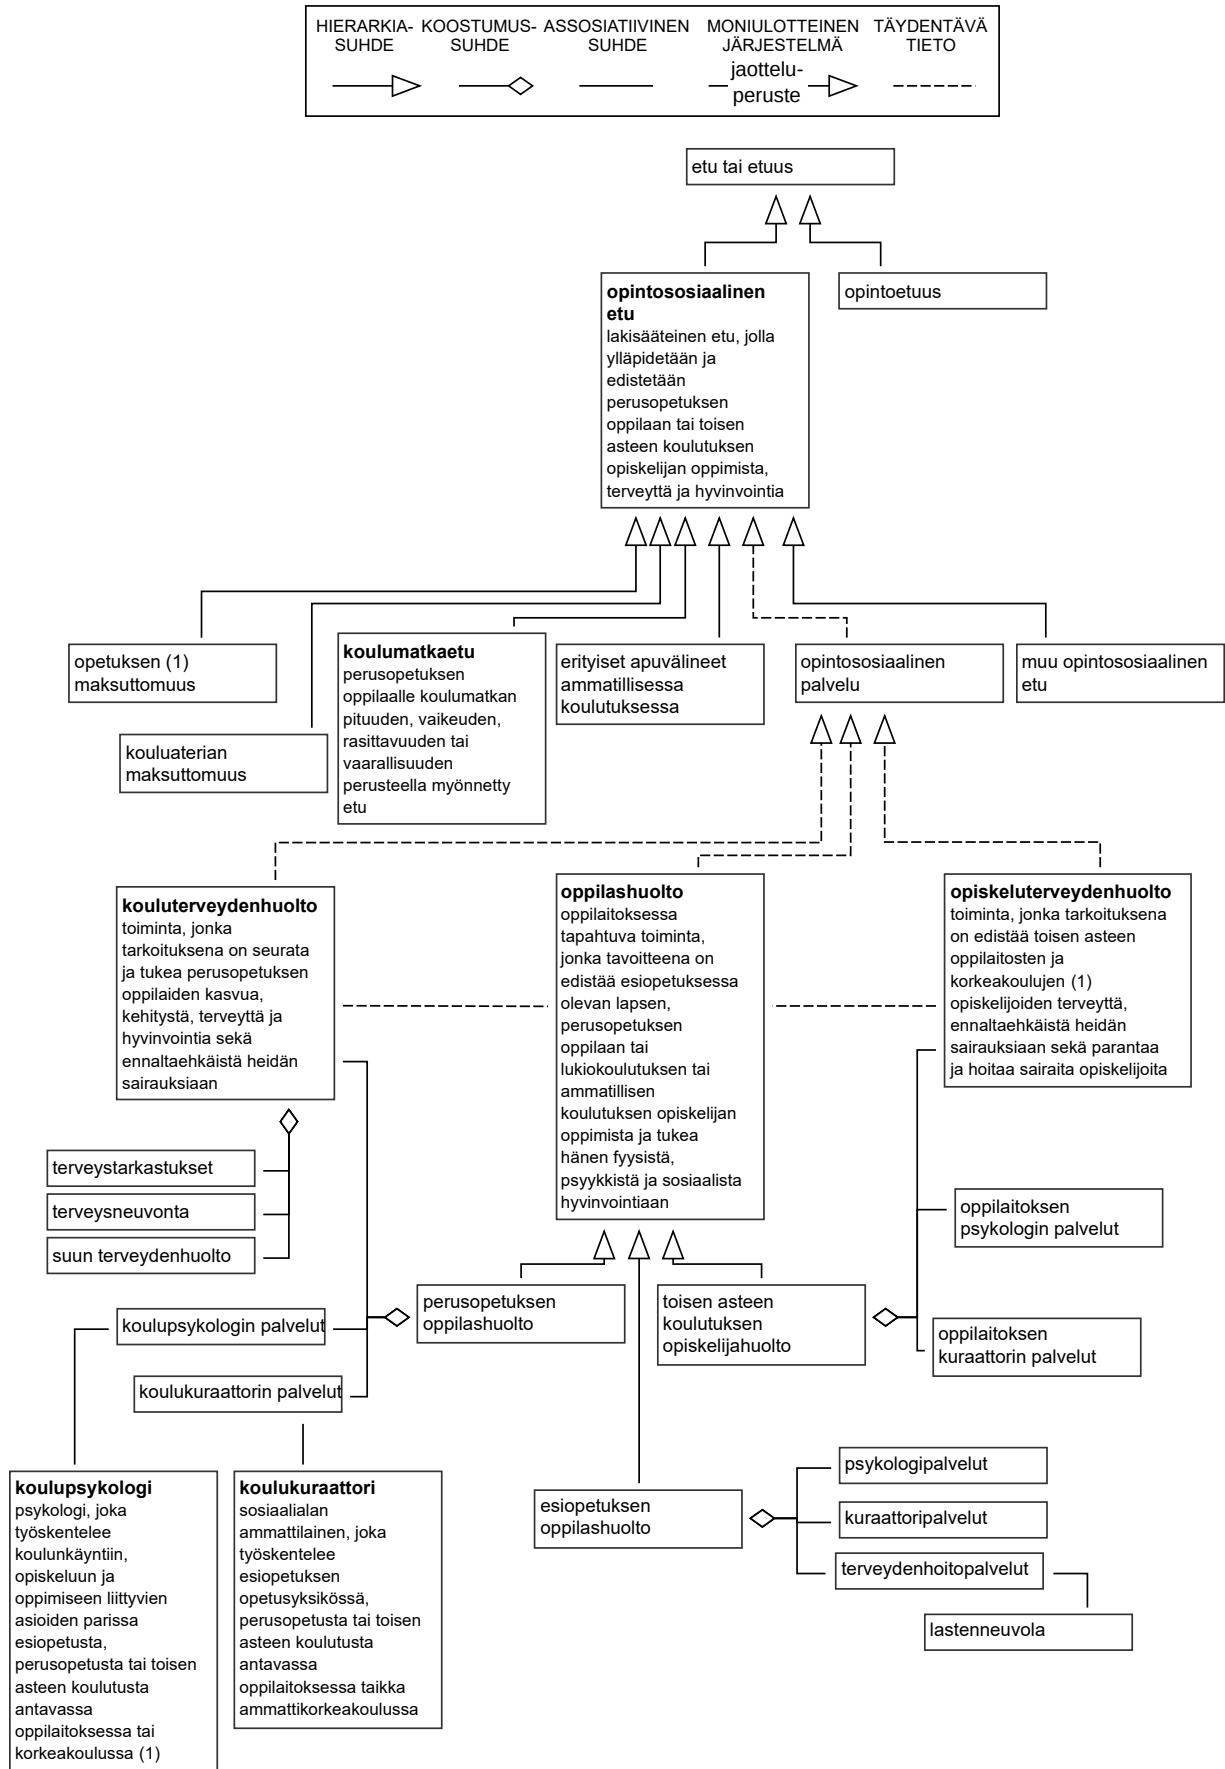 HIERARKIA-
SUHDE
KOOSTUMUS-
SUHDE
ASSOSIATIIVINEN
SUHDE
MONIULOTTEINEN
JÄRJESTELMÄ
jaottelu-
peruste
TÄYDENTÄVÄ
TIETO
etu tai etuus
opintososiaalinen
etu
lakisääteinen etu, jolla
ylläpidetään ja
edistetään
perusopetuksen
oppilaan tai toisen
asteen koulutuksen
opiskelijan oppimista,
terveyttä ja hyvinvointia
opintoetuus
opetuksen (1)
maksuttomuus
kouluaterian
maksuttomuus
koulumatkaetu
perusopetuksen
oppilaalle koulumatkan
pituuden, vaikeuden,
rasittavuuden tai
vaarallisuuden
perusteella myönnetty
etu
erityiset apuvälineet
ammatillisessa
koulutuksessa
opintososiaalinen
palvelu
muu opintososiaalinen
etu
kouluterveydenhuolto
toiminta, jonka
tarkoituksena on seurata
ja tukea perusopetuksen
oppilaiden kasvua,
kehitystä, terveyttä ja
hyvinvointia sekä
ennaltaehkäistä heidän
sairauksiaan
oppilashuolto
oppilaitoksessa
tapahtuva toiminta,
jonka tavoitteena on
edistää esiopetuksessa
olevan lapsen,
perusopetuksen
oppilaan tai
lukiokoulutuksen tai
ammatillisen
koulutuksen opiskelijan
oppimista ja tukea
hänen fyysistä,
psyykkistä ja sosiaalista
hyvinvointiaan
opiskeluterveydenhuolto
toiminta, jonka tarkoituksena
on edistää toisen asteen
oppilaitosten ja
korkeakoulujen (1)
opiskelijoiden terveyttä,
ennaltaehkäistä heidän
sairauksiaan sekä parantaa
ja hoitaa sairaita opiskelijoita
terveystarkastukset
terveysneuvonta
suun terveydenhuolto
oppilaitoksen
psykologin palvelut
koulupsykologin palvelut
perusopetuksen
oppilashuolto
toisen asteen
koulutuksen
opiskelijahuolto
oppilaitoksen
kuraattorin palvelut
koulukuraattorin palvelut
koulupsykologi
psykologi, joka
työskentelee
koulunkäyntiin,
opiskeluun ja
oppimiseen liittyvien
asioiden parissa
esiopetusta,
perusopetusta tai toisen
asteen koulutusta
antavassa
oppilaitoksessa tai
korkeakoulussa (1)
koulukuraattori
sosiaalialan
ammattilainen, joka
työskentelee
esiopetuksen
opetusyksikössä,
perusopetusta tai toisen
asteen koulutusta
antavassa
oppilaitoksessa taikka
ammattikorkeakoulussa
esiopetuksen
oppilashuolto
psykologipalvelut
kuraattoripalvelut
terveydenhoitopalvelut
lastenneuvola